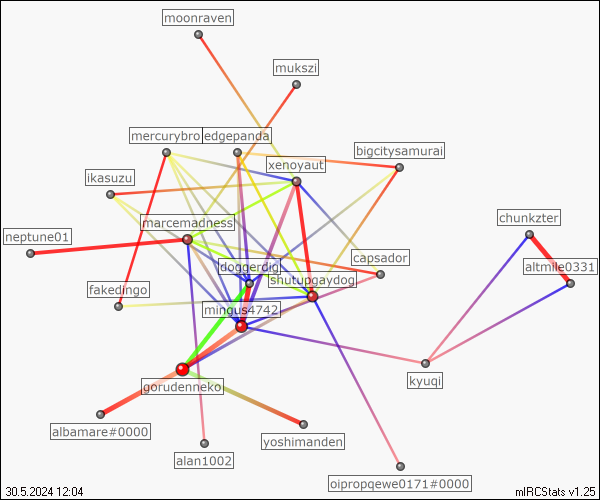 moonraven
mukszi
mercurybro
edgepanda
bigcitysamurai
xenoyaut
ikasuzu
chunkzter
marcemadness
neptune01
capsador
doggerdigi
altmile0331
shutupgaydog
fakedingo
mingus4742
gorudenneko
kyuqi
albamare#0000
yoshimanden
alan1002
oipropqewe0171#0000
30.5.2024 12:04
mIRCStats v1.25